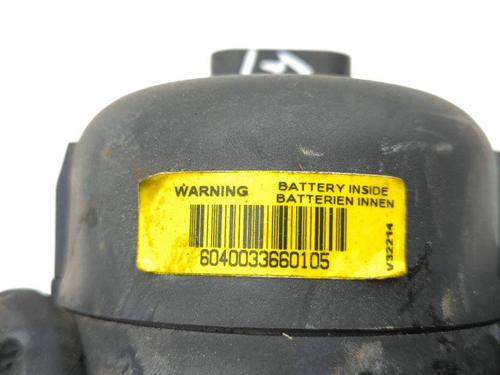 WARNING
BATTERY INSIDE
BATTERIEN INNEN
6040033660105
V32214